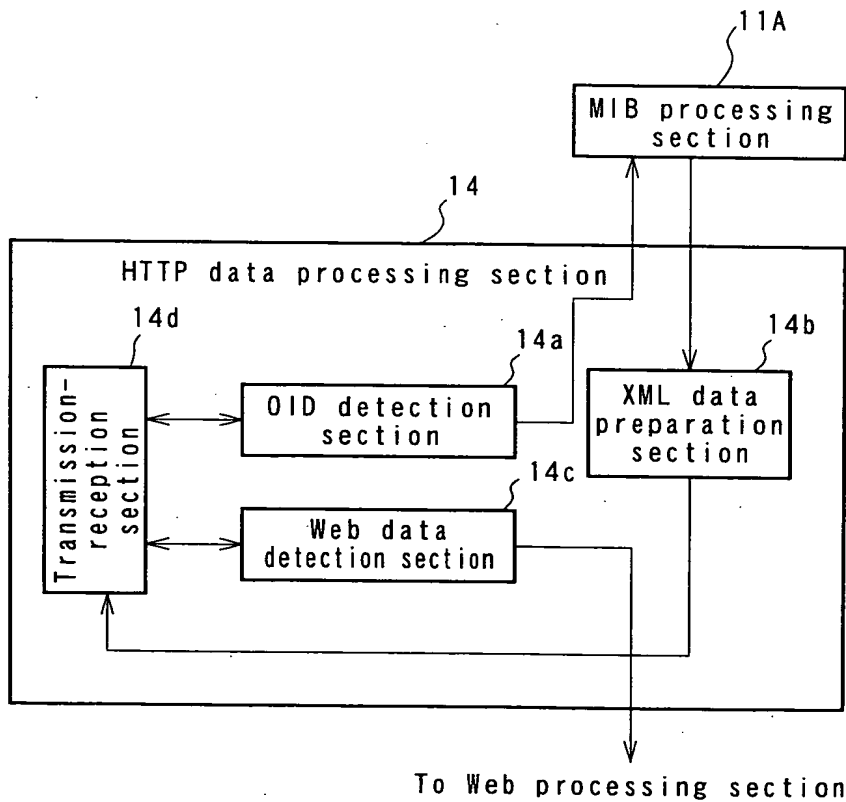 11A
MIB processing
section
14
HTTP data processing section
14d
14a
14b
Transmission-
reception
section
OID detection
section
XML data
preparation
section
14c
Web data
detection section
To Web processing section